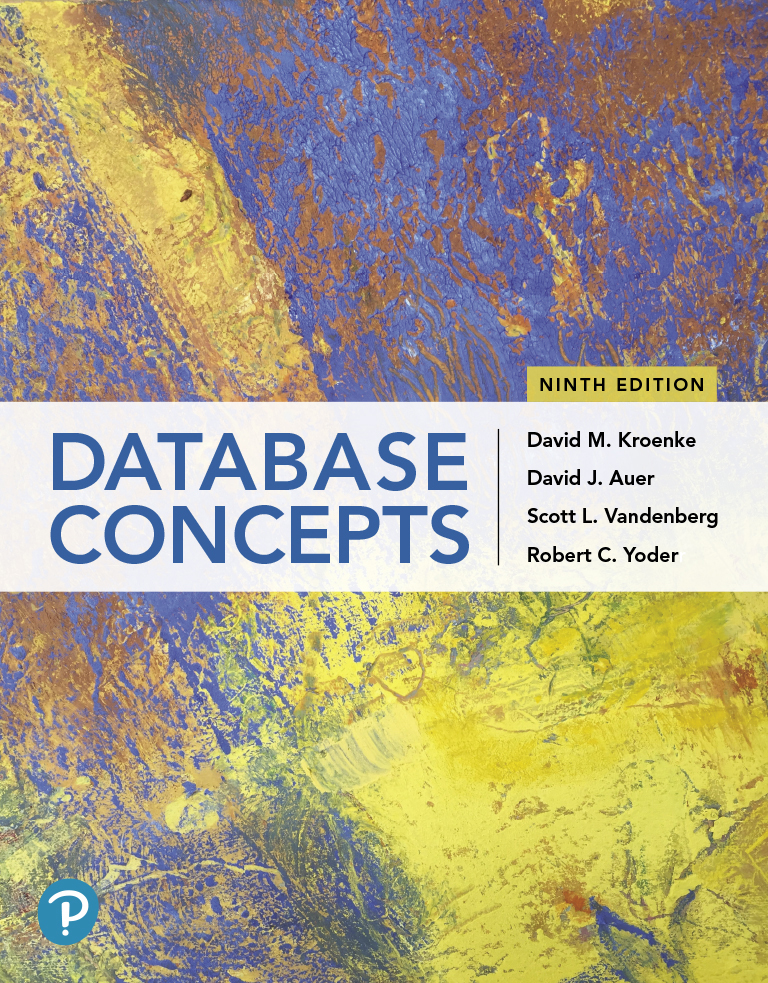 NINTH EDITION
DATABASE
CONCEPTS
David M. Kroenke
David J. Auer
Scott L. Vandenberg
Robert C. Yoder
P